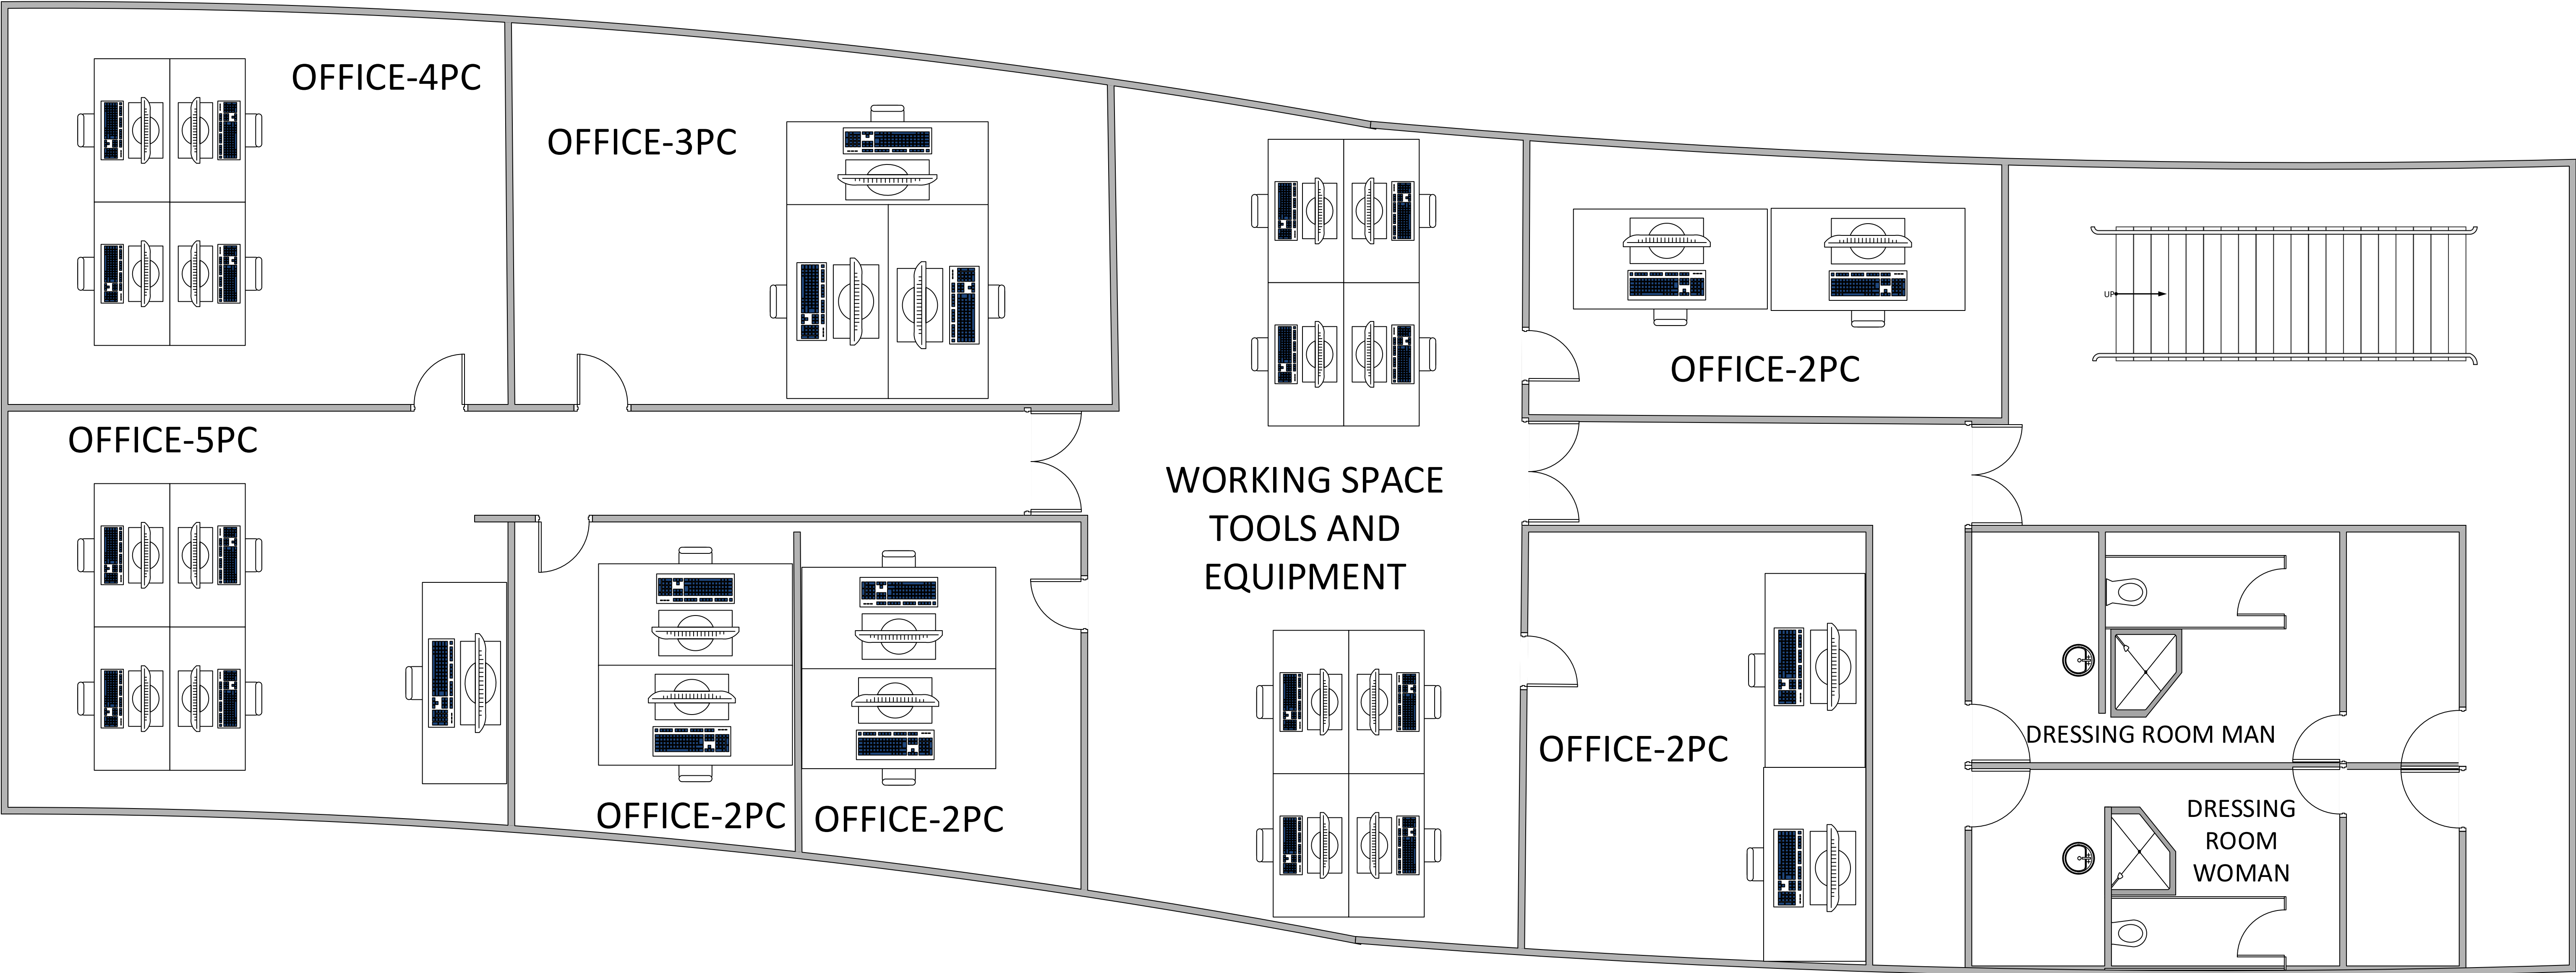 OFFICE-4PC
OFFICE-3PC
UP
OFFICE-2PC
OFFICE-5PC
WORKING SPACE
TOOLS AND
EQUIPMENT
OFFICE-2PC
DRESSING ROOM MAN
OFFICE-2PC
OFFICE-2PC
DRESSING
ROOM
WOMAN